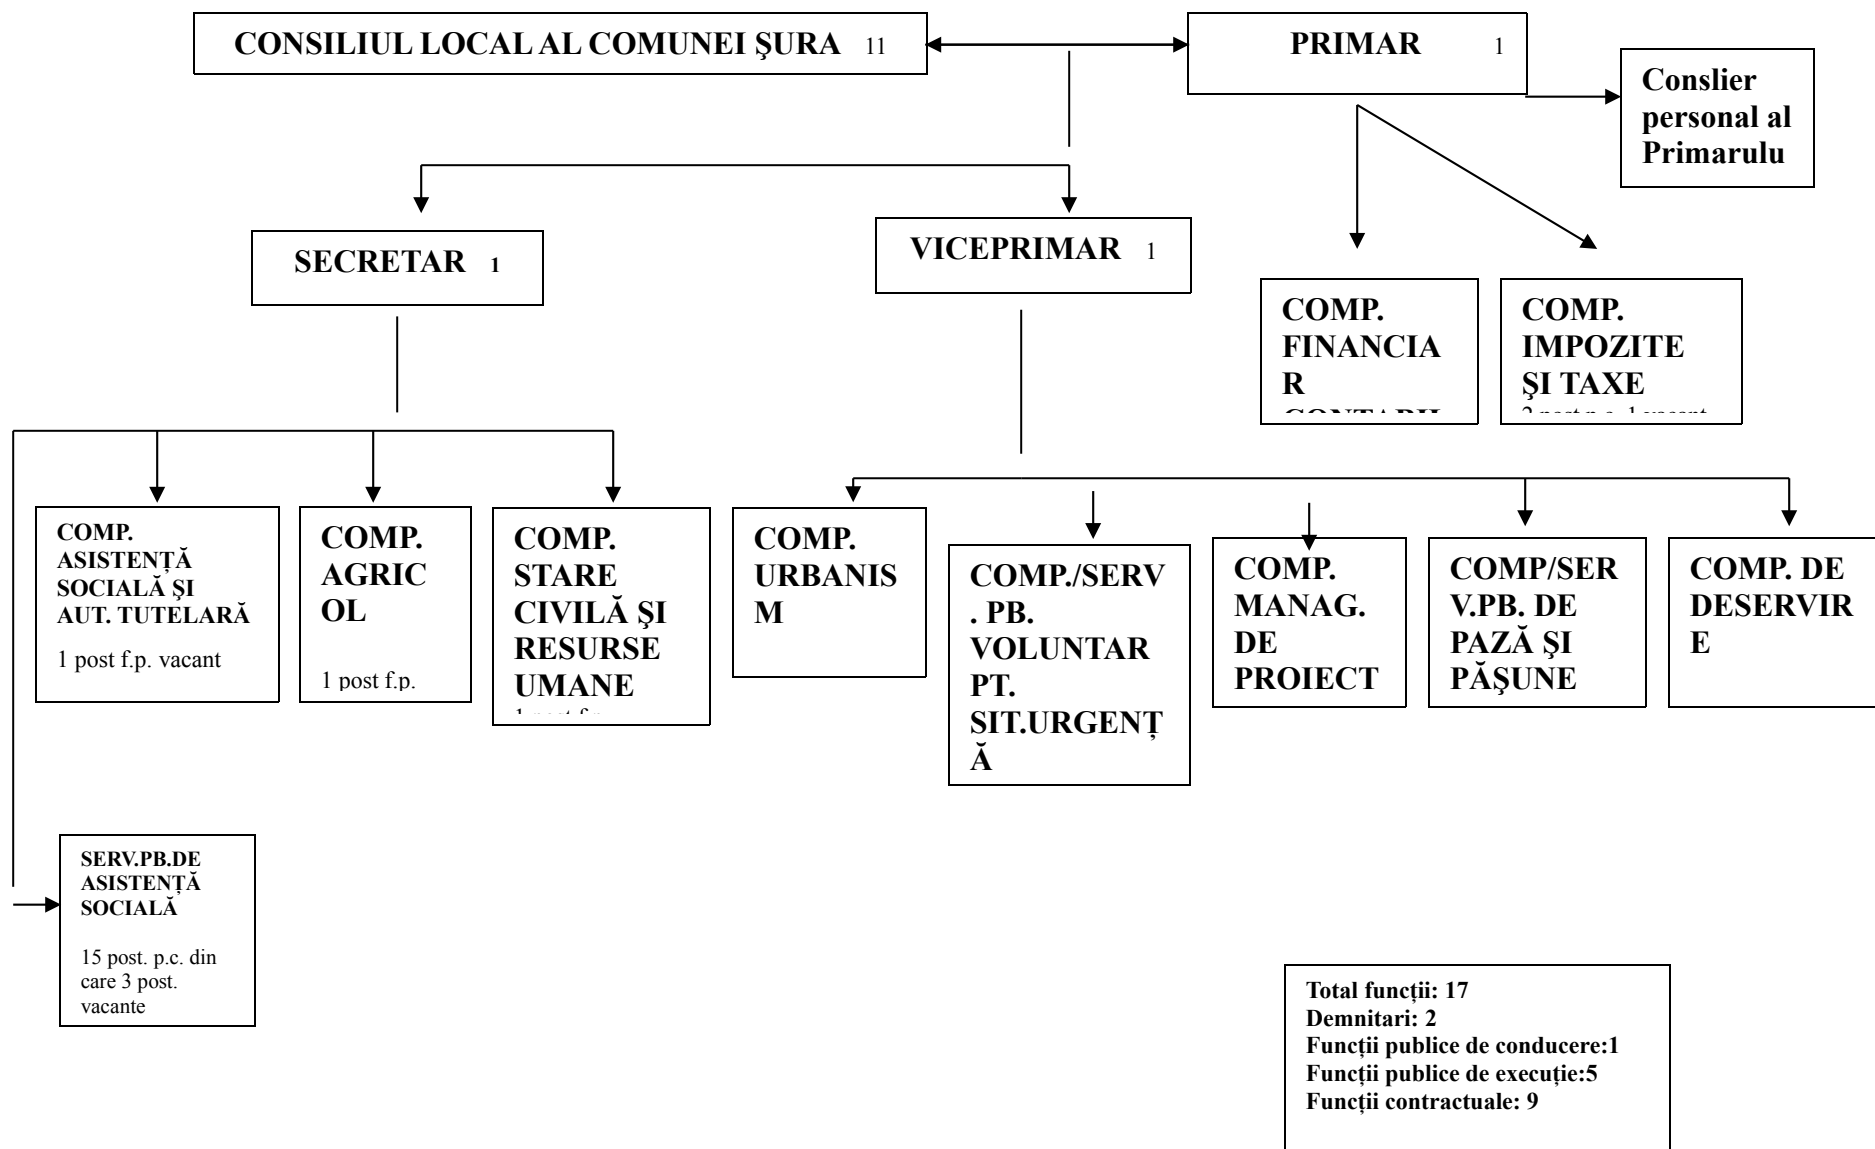 CONSILIUL LOCAL AL COMUNEI ŞURA 11
PRIMAR 1
Conslier
personal al
Primarulu
SECRETAR 1
VICEPRIMAR 1
COMP.
FINANCIA
R
COMP.
IMPOZITE
ŞI TAXE
COMP.
ASISTENȚĂ
SOCIALĂ ŞI
AUT. TUTELARĂ
1 post f.p. vacant
COMP.
AGRIC
OL
1 post f.p.
COMP.
STARE
CIVILĂ ŞI
RESURSE
UMANE
COMP.
URBANIS
M
COMP./SERV
. PB.
VOLUNTAR
PT.
SIT.URGENȚ
Ă
COMP.
MANAG.
DE
PROIECT
COMP/SER
V.PB. DE
PAZĂ ŞI
PĂŞUNE
COMP. DE
DESERVIR
E
SERV.PB.DE
ASISTENȚĂ
SOCIALĂ
15 post. p.c. din
care 3 post.
vacante
Total funcții: 17
Demnitari: 2
Funcții publice de conducere:1
Funcții publice de execuție:5
Funcții contractuale: 9